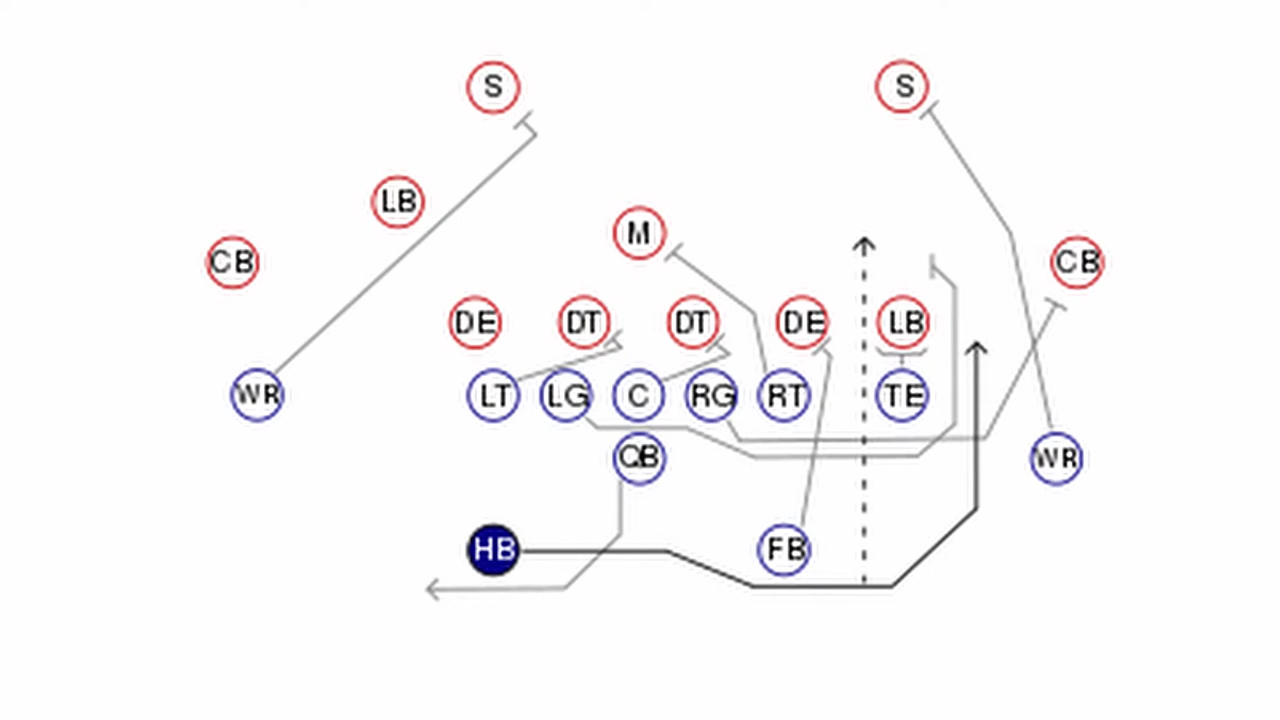 S S
LB
M
CB CB
DE DT DT DE LB
WR LT LG C RG RT TE
QB WR
HB FB